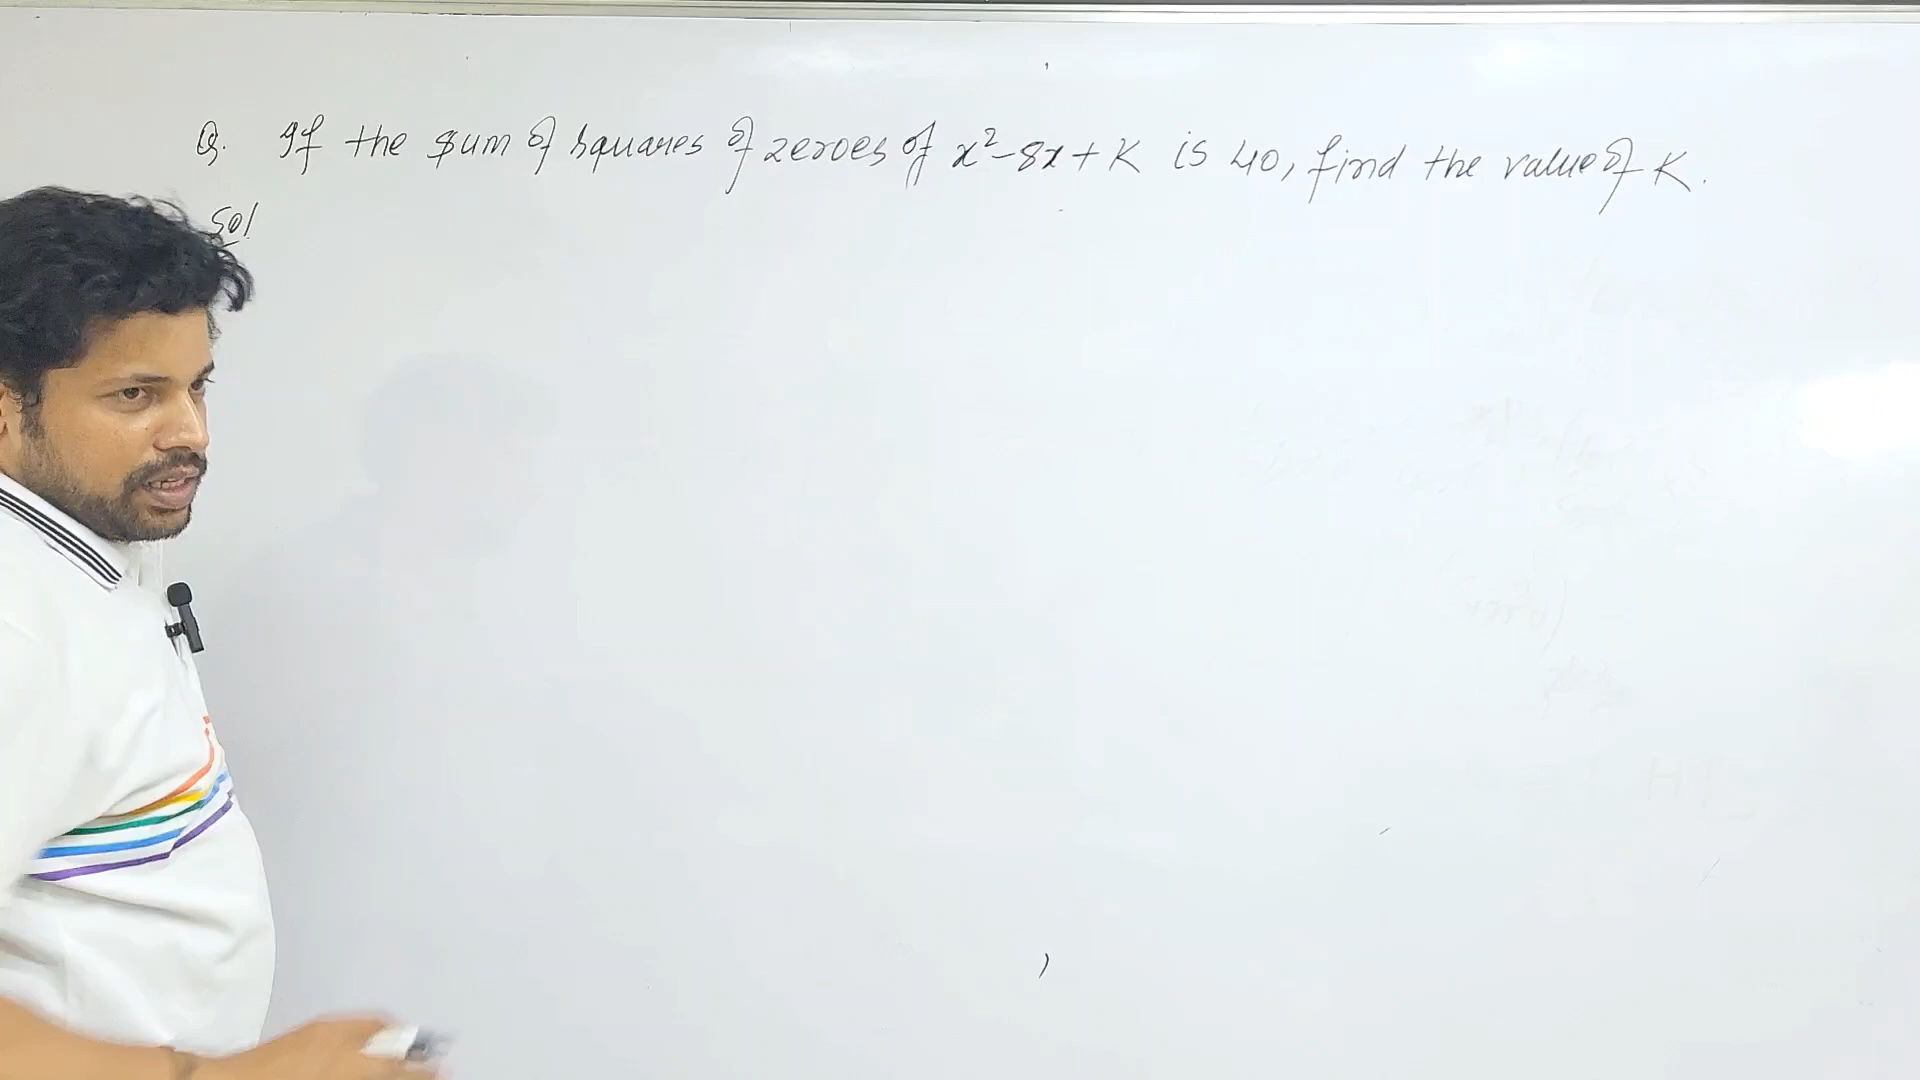 Q. If the sum of squares of zeroes of x²-8x+K is 40, find the value of K.
Sol